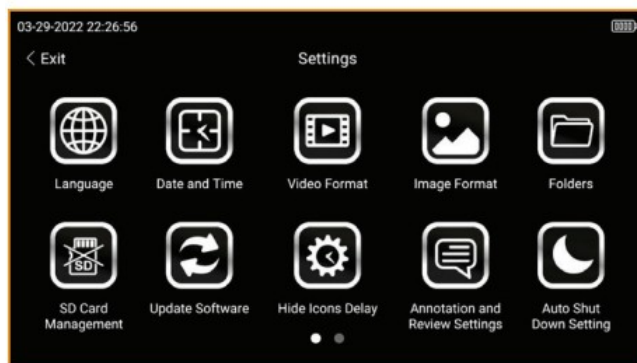 03-29-2022 22:26:56
< Exit
Settings
Language
Date and Time
Video Format
Image Format
Folders
SD
SD Card
Management
Update Software
Hide Icons Delay
Annotation and
Review Settings
Auto Shut
Down Setting